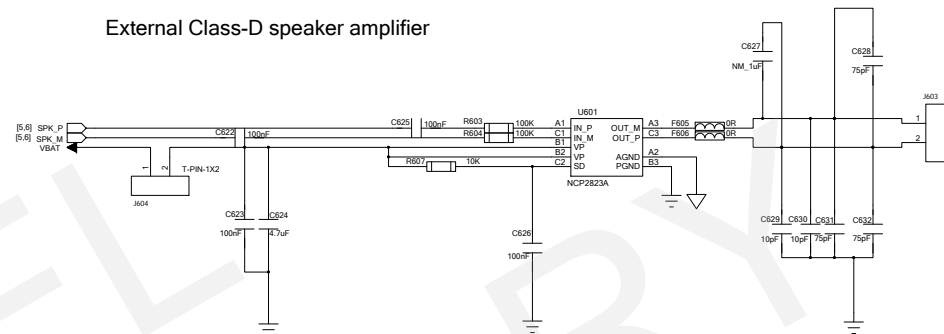 External Class-D speaker amplifier
C627
NM_1uF
C628
75pF
J603
1
2
U601
[5,6] SPK_P
[5,6] SPK_M
VBAT
C622
100nF
C625
100nF
R603
100K
R604
100K
A1
C1
B1
B2
C2
IN_P
IN_M
VP
VP
SD
OUT_M
OUT_P
AGND
PGND
A3
C3
A2
B3
F605
0R
F606
0R
NCP2823A
1
2
T-PIN-1X2
J604
R607
10K
C623
100nF
C624
4.7uF
C626
100nF
C629
10pF
C630
10pF
C631
75pF
C632
75pF